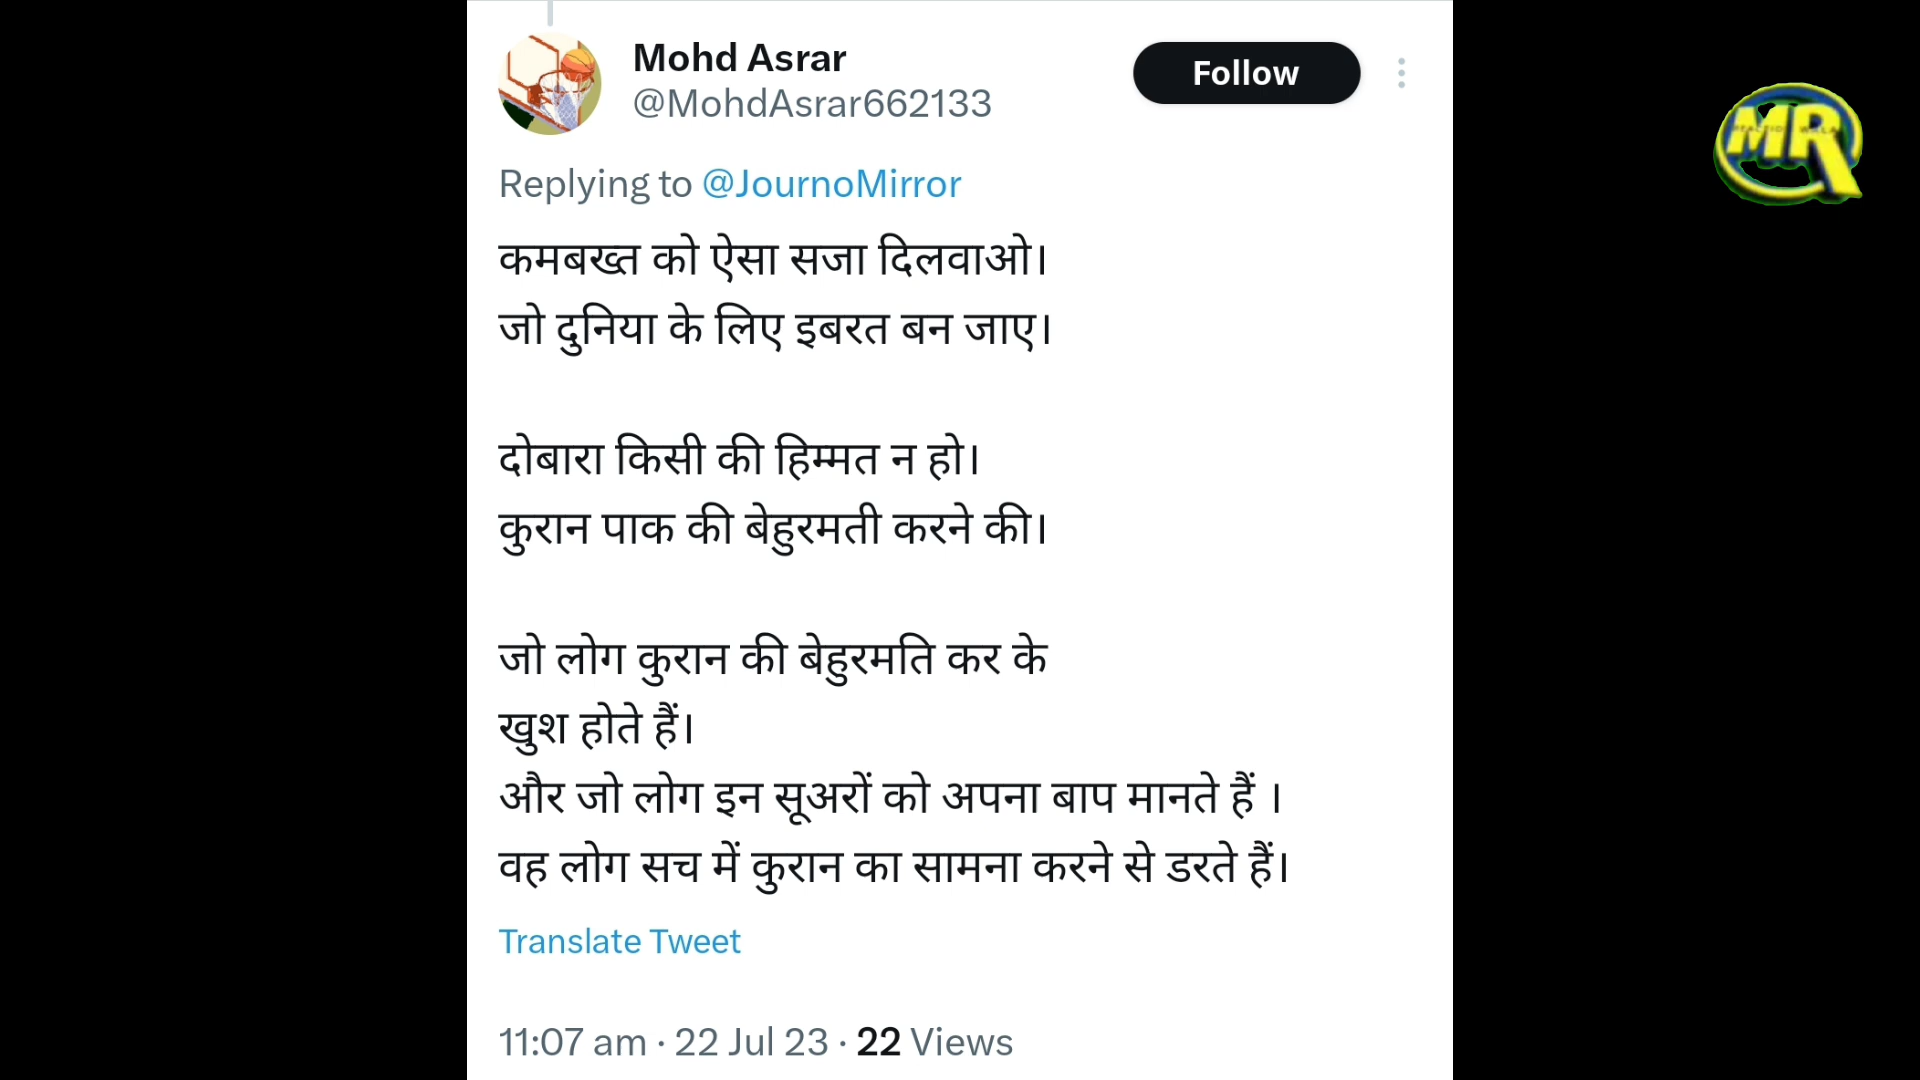 Mohd Asrar
Follow
@MohdAsrar662133
Replying to @JournoMirror
कमबख्त को ऐसा सजा दिलवाओ।
जो दुनिया के लिए इबरत बन जाए।
दोबारा किसी की हिम्मत न हो।
कुरान पाक की बेहुरमती करने की।
जो लोग कुरान की बेहुरमति कर के
खुश होते हैं।
और जो लोग इन सूअरों को अपना बाप मानते हैं ।
वह लोग सच में कुरान का सामना करने से डरते हैं।
Translate Tweet
11:07 am · 22 Jul 23 · 22 Views
MR
REACTION WALA